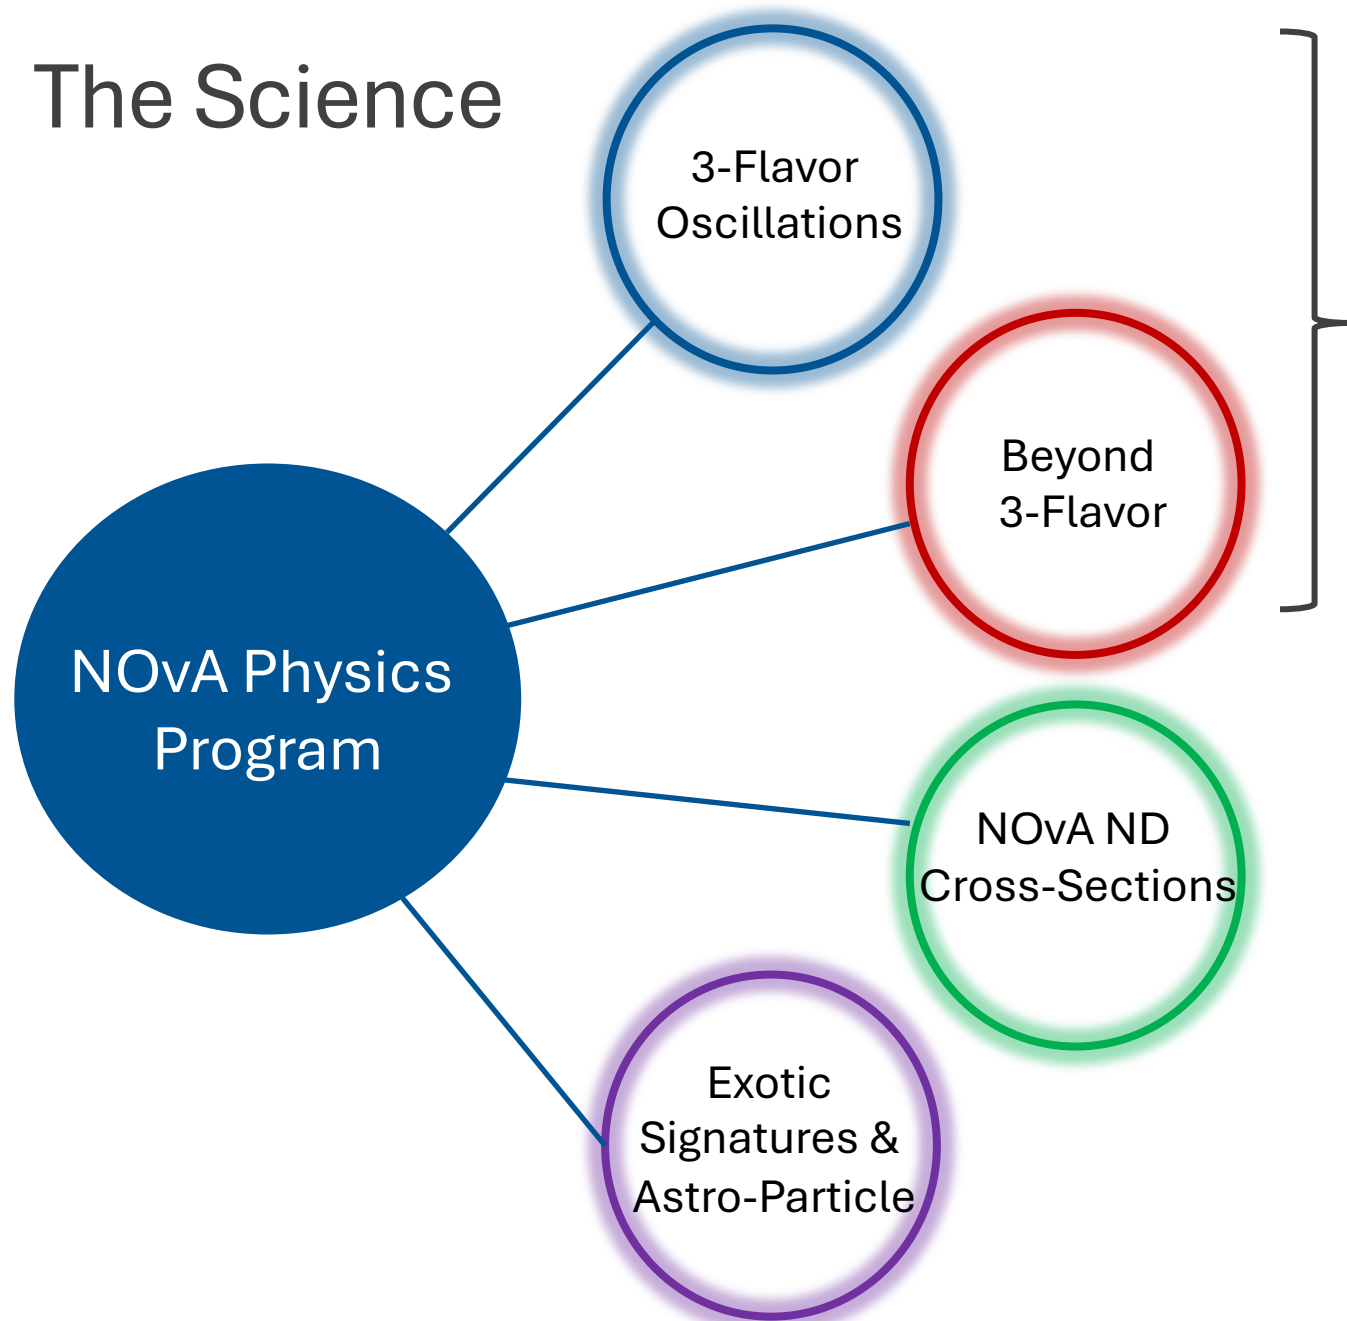 The Science
3-Flavor
Oscillations
Beyond
3-Flavor
NOvA Physics
Program
NOvA ND
Cross-Sections
Exotic
Signatures &
Astro-Particle